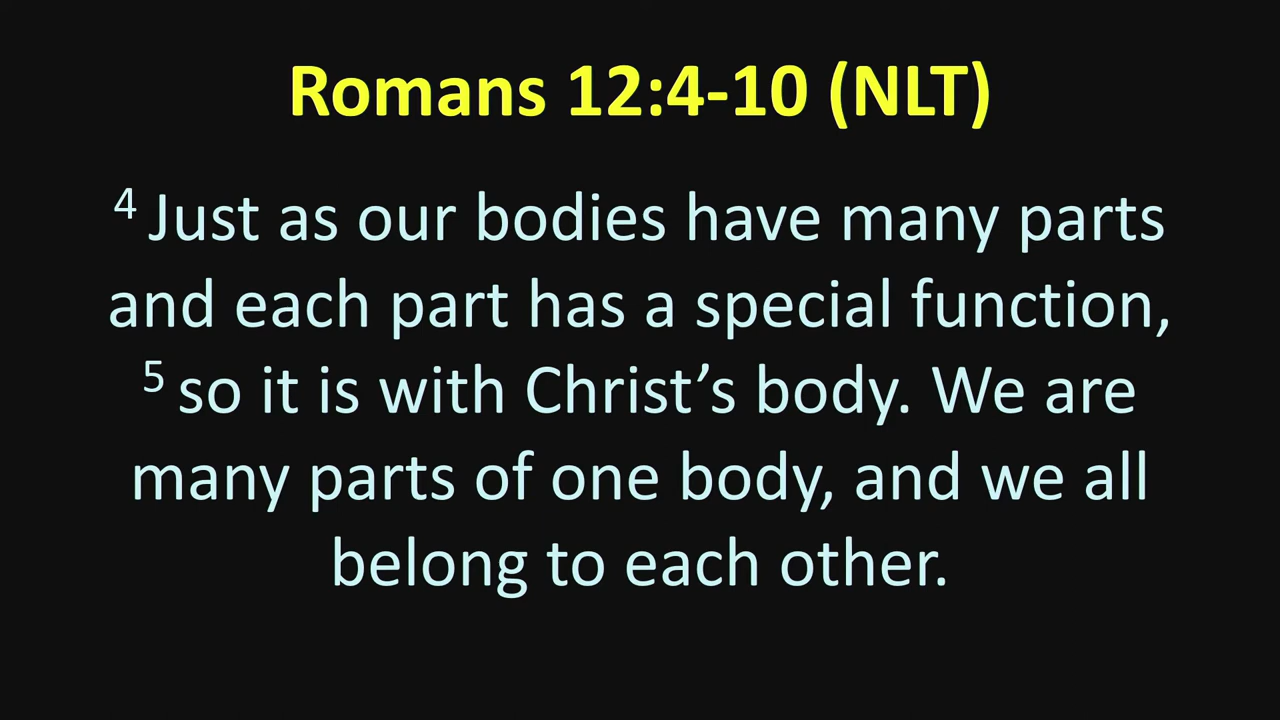 Romans 12:4-10 (NLT)
4 Just as our bodies have many parts
and each part has a special function,
5 so it is with Christ’s body. We are
many parts of one body, and we all
belong to each other.